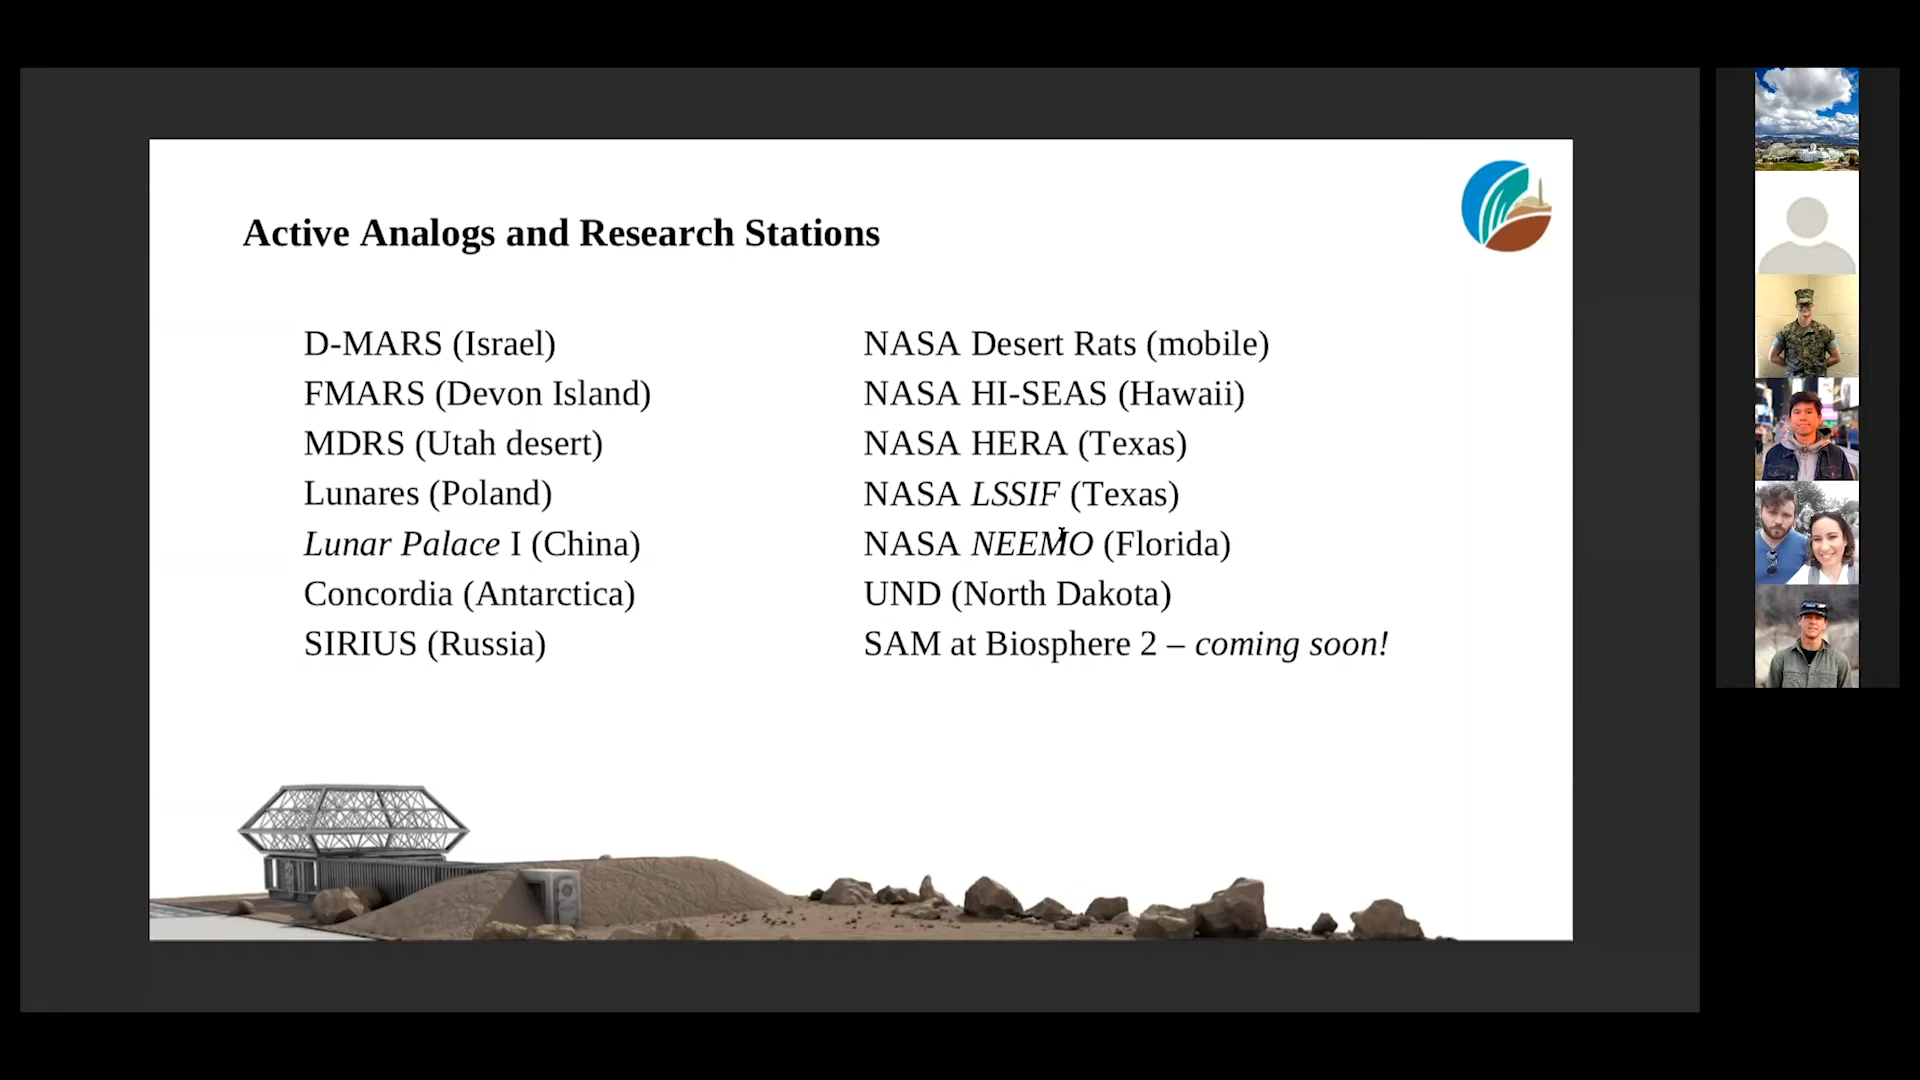 Active Analogs and Research Stations
D-MARS (Israel)
FMARS (Devon Island)
MDRS (Utah desert)
Lunares (Poland)
Lunar Palace I (China)
Concordia (Antarctica)
SIRIUS (Russia)
NASA Desert Rats (mobile)
NASA HI-SEAS (Hawaii)
NASA HERA (Texas)
NASA LSSIF (Texas)
NASA NEEMO (Florida)
UND (North Dakota)
SAM at Biosphere 2 – coming soon!